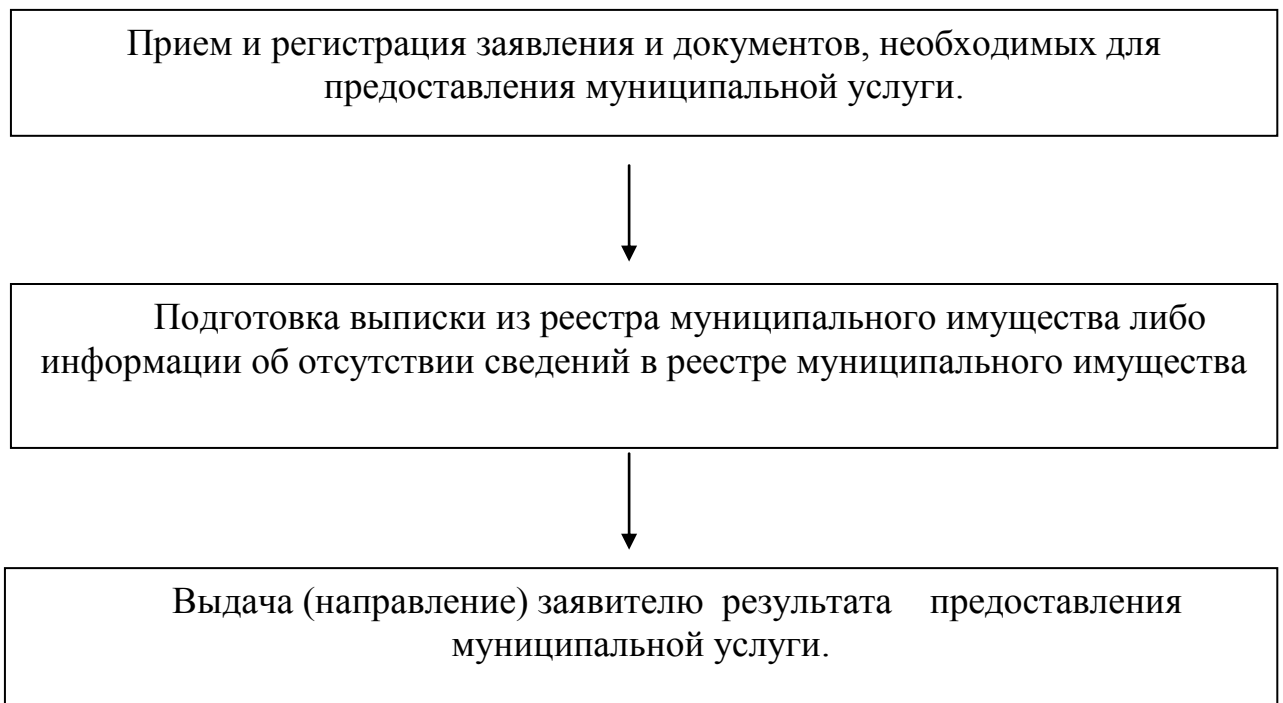 Прием и регистрация заявления и документов, необходимых для
предоставления муниципальной услуги.
Подготовка выписки из реестра муниципального имущества либо
информации об отсутствии сведений в реестре муниципального имущества
Выдача (направление) заявителю результата предоставления
муниципальной услуги.